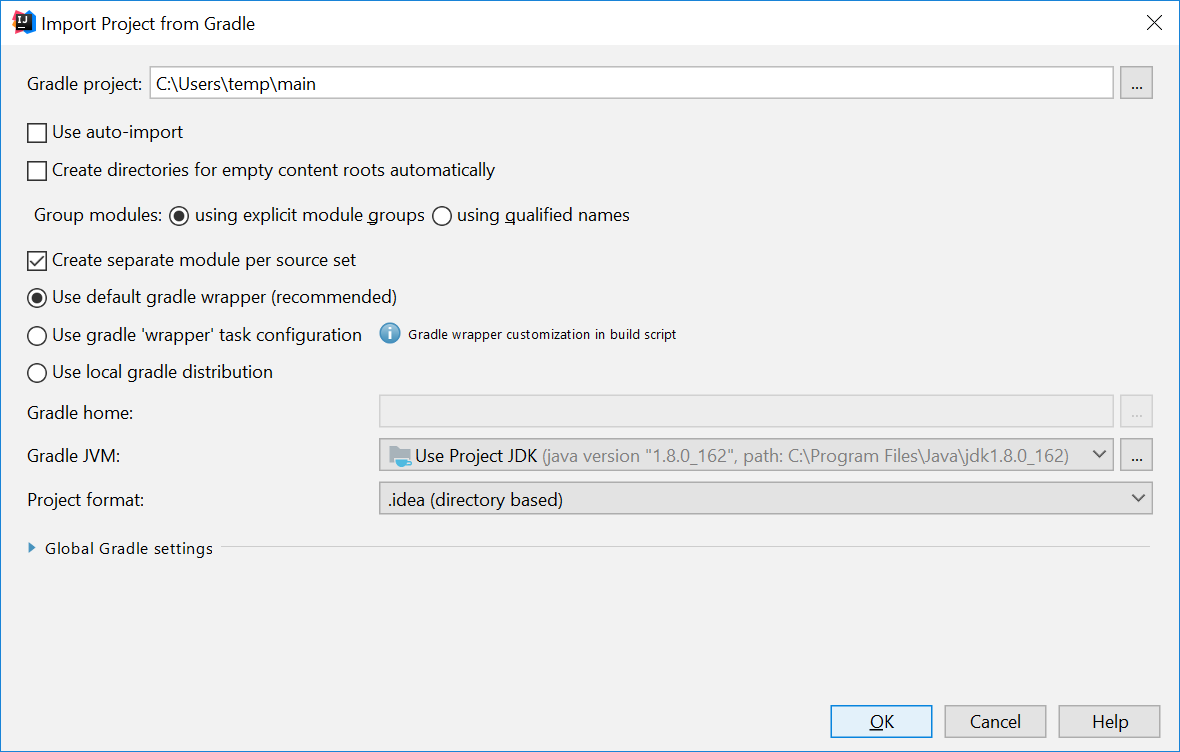 IJ
Import Project from Gradle
Gradle project: C:\Users\temp\main ...
Use auto-import
Create directories for empty content roots automatically
Group modules: using explicit module groups using qualified names
Create separate module per source set
Use default gradle wrapper (recommended)
Use gradle 'wrapper' task configuration i Gradle wrapper customization in build script
Use local gradle distribution
Gradle home: ...
Gradle JVM: Use Project JDK (java version "1.8.0_162", path: C:\Program Files\Java\jdk1.8.0_162) ...
Project format: .idea (directory based)
Global Gradle settings
OK Cancel Help